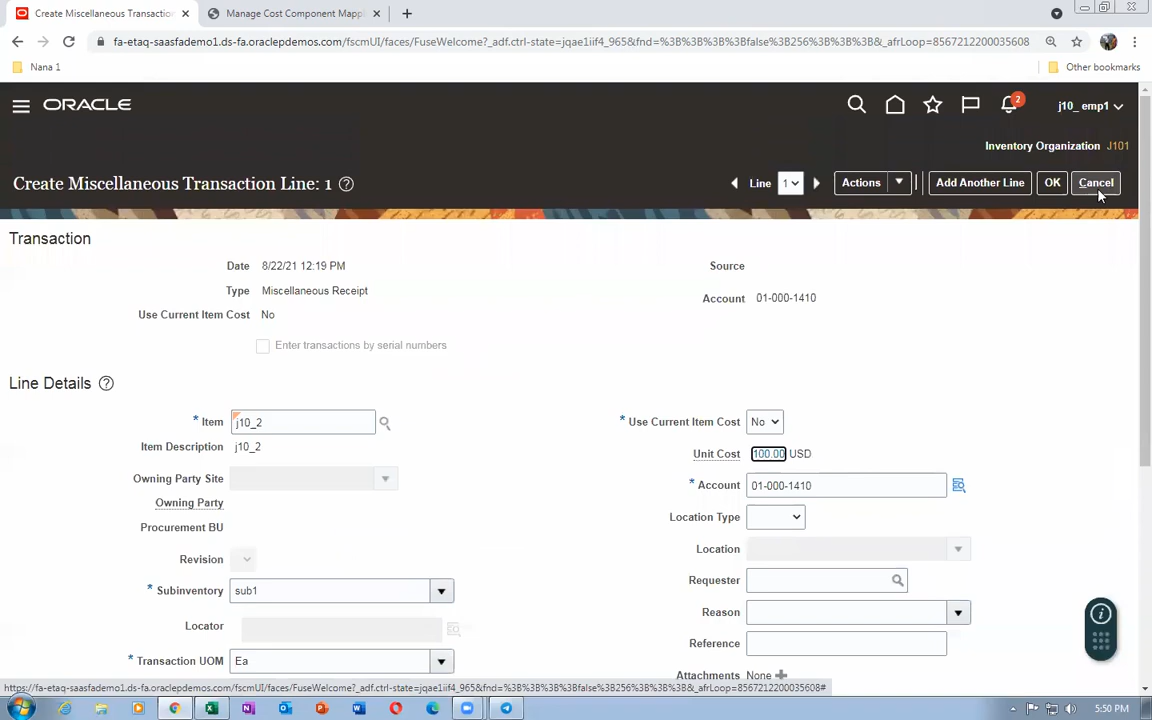 Create Miscellaneous Transaction
Manage Cost Component Mappi
fa-etaq-saasfademo1.ds-fa.oraclepdemos.com/fscmUI/faces/FuseWelcome?_adf.ctrl-state=jqae1iif4_965&fnd=%3B%3B%3B%3Bfalse%3B256%3B%3B%3B&_afrLoop=8567212200035608
Nana 1
Other bookmarks
ORACLE
2
j10_ emp1
Inventory Organization J101
Create Miscellaneous Transaction Line: 1
Line 1 Actions Add Another Line OK Cancel
Transaction
Date 8/22/21 12:19 PM
Source
Type Miscellaneous Receipt
Account 01-000-1410
Use Current Item Cost No
Enter transactions by serial numbers
Line Details
* Item j10_2
* Use Current Item Cost No
Item Description j10_2
Unit Cost 100.00 USD
Owning Party Site
* Account 01-000-1410
Owning Party
Location Type
Procurement BU
Location
Revision
Requester
* Subinventory sub1
Reason
Locator
Reference
* Transaction UOM Ea
Attachments None
https://fa-etaq-saasfademo1.ds-fa.oraclepdemos.com/fscmUI/faces/FuseWelcome?_adf.ctrl-state=jqae1iif4_965&fnd=%3B%3B%3B%3Bfalse%3B256%3B%3B%3B&_afrLoop=8567212200035608#
5:50 PM